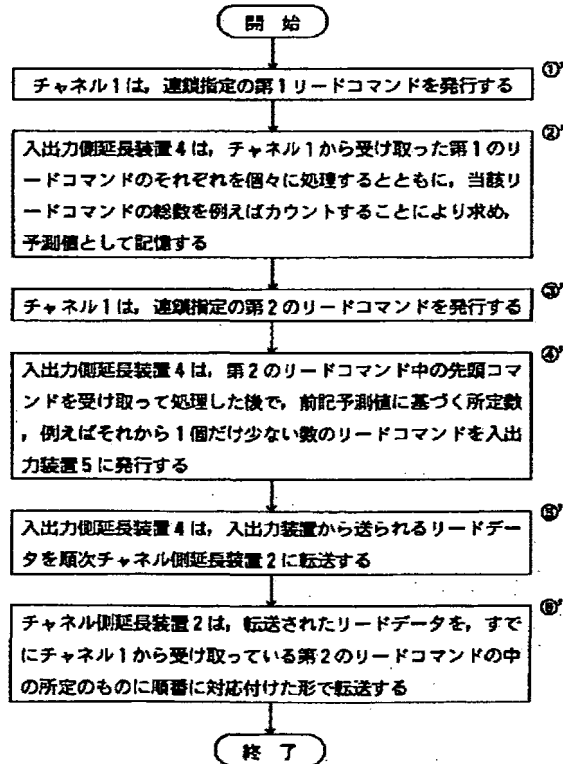 開 始
①'
チャネル1は，連鎖指定の第1リードコマンドを発行する
②'
入出力側延長装置4は，チャネル1から受け取った第1のリ
ードコマンドのそれぞれを個々に処理するとともに，当該リ
ードコマンドの総数を例えばカウントすることにより求め，
予測値として記憶する
③'
チャネル1は，連鎖指定の第2のリードコマンドを発行する
④'
入出力側延長装置4は，第2のリードコマンド中の先頭コマ
ンドを受け取って処理した後で，前記予測値に基づく所定数
，例えばそれから1個だけ少ない数のリードコマンドを入出
力装置5に発行する
⑤'
入出力側延長装置4は，入出力装置から送られるリードデー
タを順次チャネル側延長装置2に転送する
⑥'
チャネル側延長装置2は，転送されたリードデータを，すで
にチャネル1から受け取っている第2のリードコマンドの中
の所定のものに順番に対応付けた形で転送する
終 了